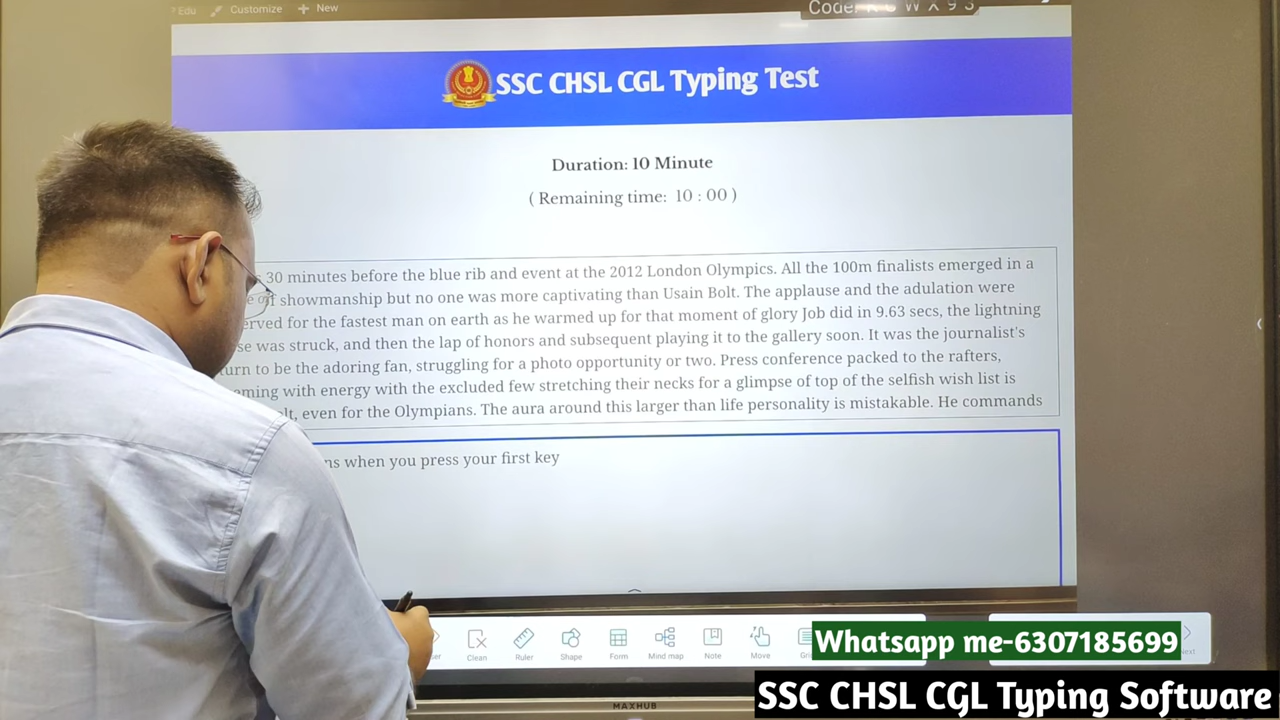 Edu Customize + New
Code:
SSC CHSL CGL Typing Test
Duration: 10 Minute
( Remaining time: 10 : 00 )
30 minutes before the blue rib and event at the 2012 London Olympics. All the 100m finalists emerged in a
of showmanship but no one was more captivating than Usain Bolt. The applause and the adulation were
erved for the fastest man on earth as he warmed up for that moment of glory Job did in 9.63 secs, the lightning
se was struck, and then the lap of honors and subsequent playing it to the gallery soon. It was the journalist's
urn to be the adoring fan, struggling for a photo opportunity or two. Press conference packed to the rafters,
ming with energy with the excluded few stretching their necks for a glimpse of top of the selfish wish list is
lt, even for the Olympians. The aura around this larger than life personality is mistakable. He commands
ns when you press your first key
Clean Ruler Shape Form Mind map Note Move
Whatsapp me-6307185699
SSC CHSL CGL Typing Software
MAXHUB